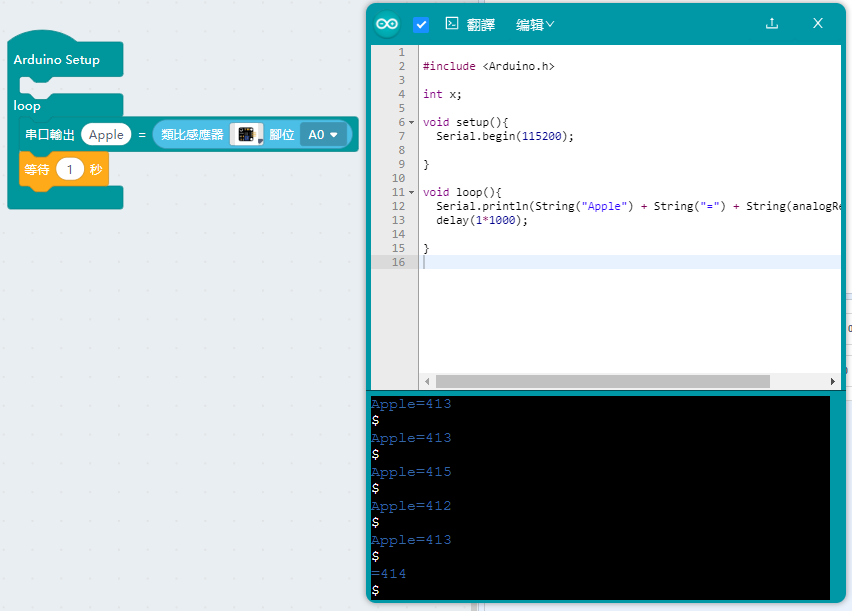 Arduino Setup
loop
串口輸出 Apple = 類比感應器 腳位 A0
等待 1 秒
翻譯 编辑
1
2 #include <Arduino.h>
3
4 int x;
5
6 void setup(){
7 Serial.begin(115200);
8
9 }
10
11 void loop(){
12 Serial.println(String("Apple") + String("=") + String(analogRe
13 delay(1*1000);
14
15 }
16
Apple=413
$
Apple=413
$
Apple=415
$
Apple=412
$
Apple=413
$
=414
$